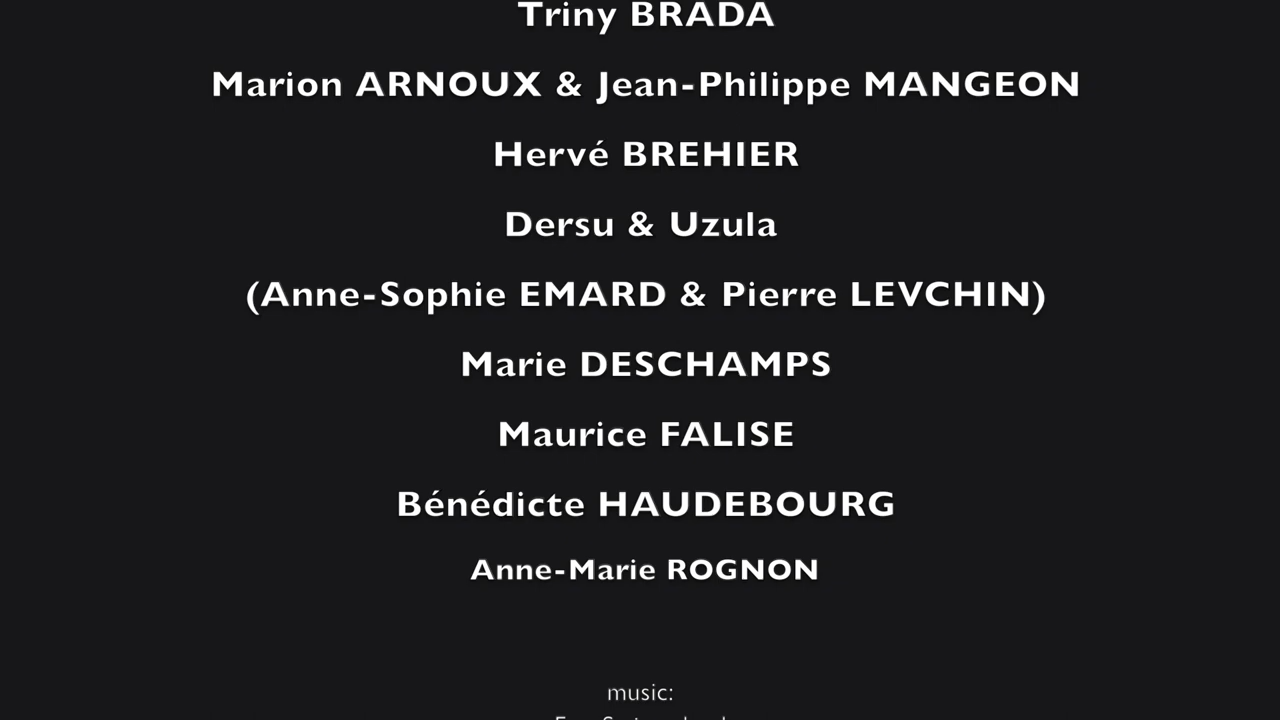 Triny BRADA
Marion ARNOUX & Jean-Philippe MANGEON
Hervé BREHIER
Dersu & Uzula
(Anne-Sophie EMARD & Pierre LEVCHIN)
Marie DESCHAMPS
Maurice FALISE
Bénédicte HAUDEBOURG
Anne-Marie ROGNON
music: